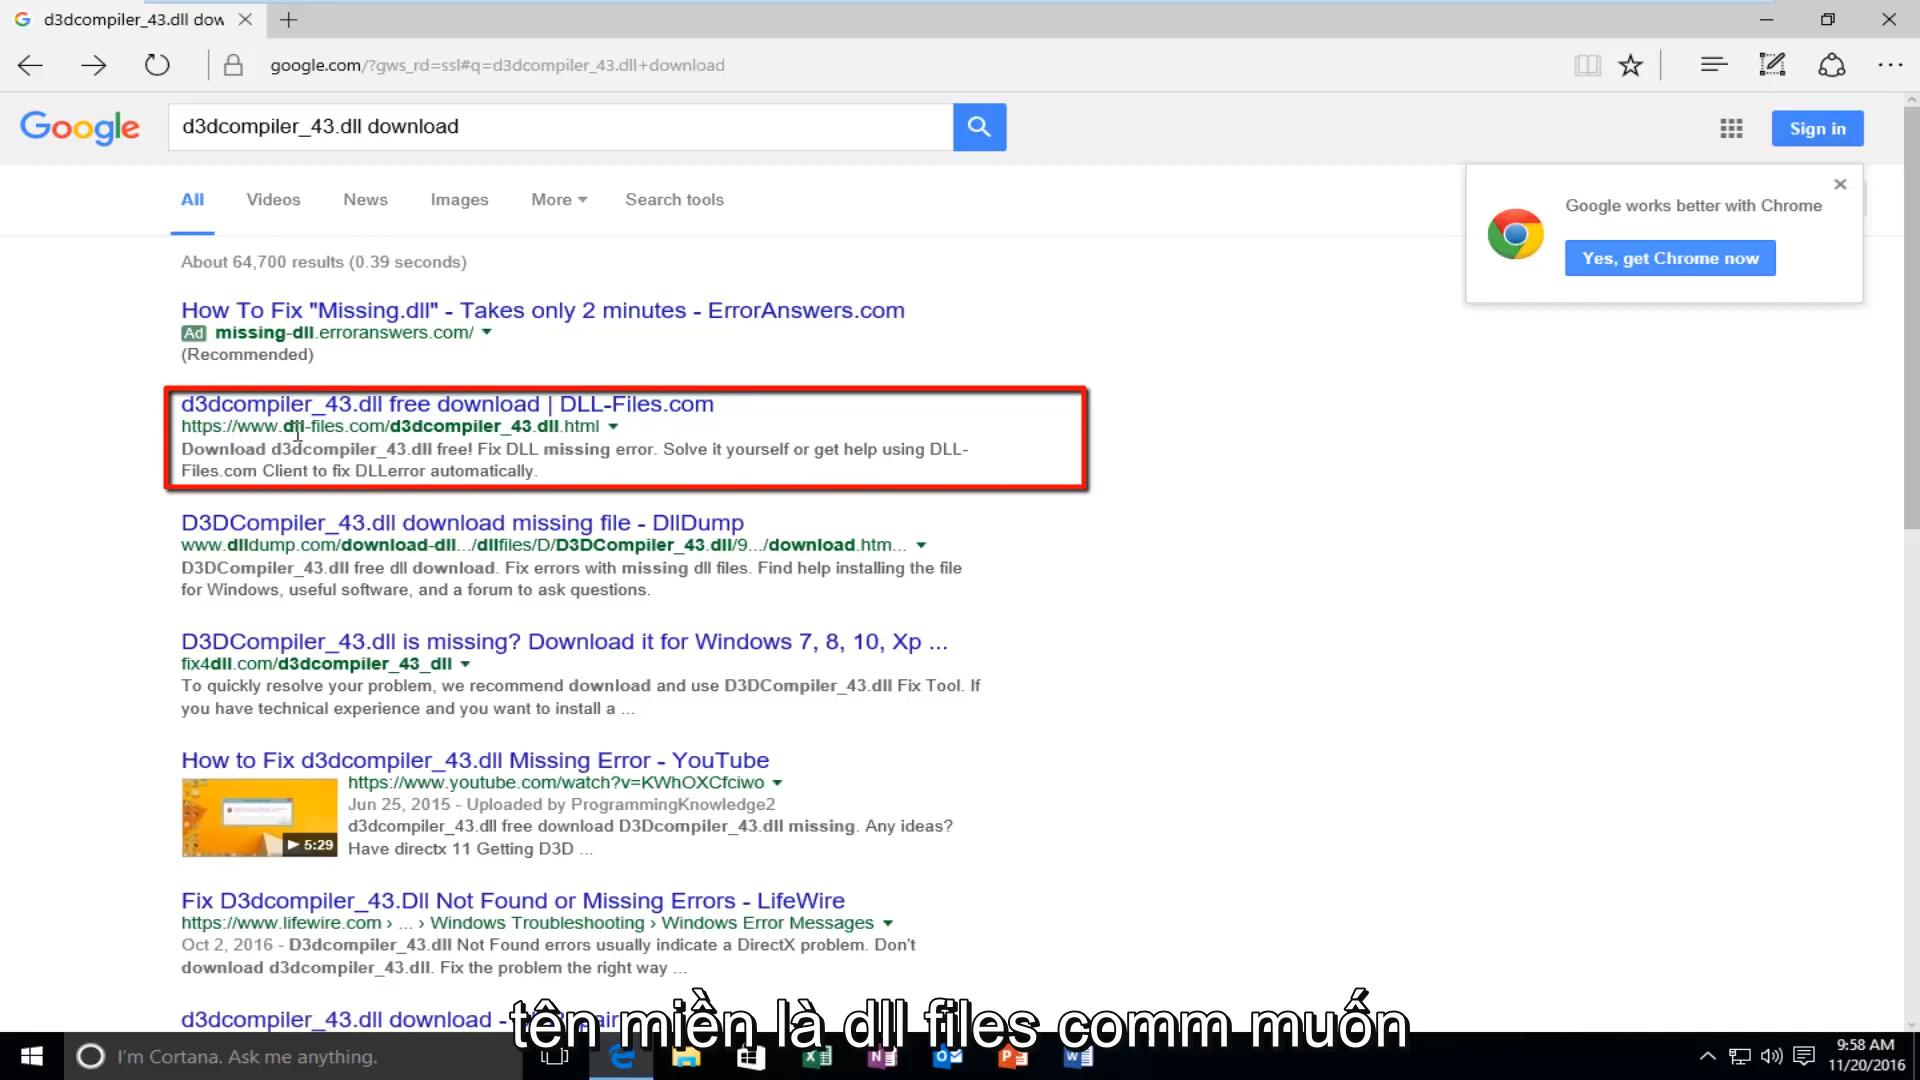 d3dcompiler_43.dll dow
google.com/?gws_rd=ssl#q=d3dcompiler_43.dll+download
Google
d3dcompiler_43.dll download
Sign in
All Videos News Images More Search tools
Google works better with Chrome
Yes, get Chrome now
About 64,700 results (0.39 seconds)
How To Fix "Missing.dll" - Takes only 2 minutes - ErrorAnswers.com
Ad missing-dll.erroranswers.com/
(Recommended)
d3dcompiler_43.dll free download | DLL-Files.com
https://www.dll-files.com/d3dcompiler_43.dll.html
Download d3dcompiler_43.dll free! Fix DLL missing error. Solve it yourself or get help using DLL-
Files.com Client to fix DLLerror automatically.
D3DCompiler_43.dll download missing file - DllDump
www.dlldump.com/download-dll.../dllfiles/D/D3DCompiler_43.dll/9.../download.htm...
D3DCompiler_43.dll free dll download. Fix errors with missing dll files. Find help installing the file
for Windows, useful software, and a forum to ask questions.
D3DCompiler_43.dll is missing? Download it for Windows 7, 8, 10, Xp ...
fix4dll.com/d3dcompiler_43_dll
To quickly resolve your problem, we recommend download and use D3DCompiler_43.dll Fix Tool. If
you have technical experience and you want to install a ...
How to Fix d3dcompiler_43.dll Missing Error - YouTube
https://www.youtube.com/watch?v=KWhOXCfciwo
Jun 25, 2015 - Uploaded by ProgrammingKnowledge2
d3dcompiler_43.dll free download D3Dcompiler_43.dll missing. Any ideas?
Have directx 11 Getting D3D ...
5:29
Fix D3dcompiler_43.Dll Not Found or Missing Errors - LifeWire
https://www.lifewire.com › ... › Windows Troubleshooting › Windows Error Messages
Oct 2, 2016 - D3dcompiler_43.dll Not Found errors usually indicate a DirectX problem. Don't
download d3dcompiler_43.dll. Fix the problem the right way ...
d3dcompiler_43.dll download -
tên miền là dll files comm muốn
I'm Cortana. Ask me anything.
9:58 AM
11/20/2016